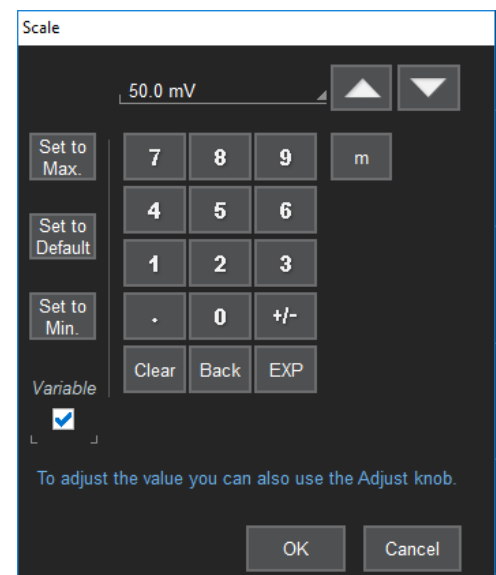 Scale
50.0 mV
Set to
Max.
7
8
9
m
Set to
Default
4
5
6
1
2
3
Set to
Min.
.
0
+/-
Variable
Clear
Back
EXP
To adjust the value you can also use the Adjust knob.
OK
Cancel